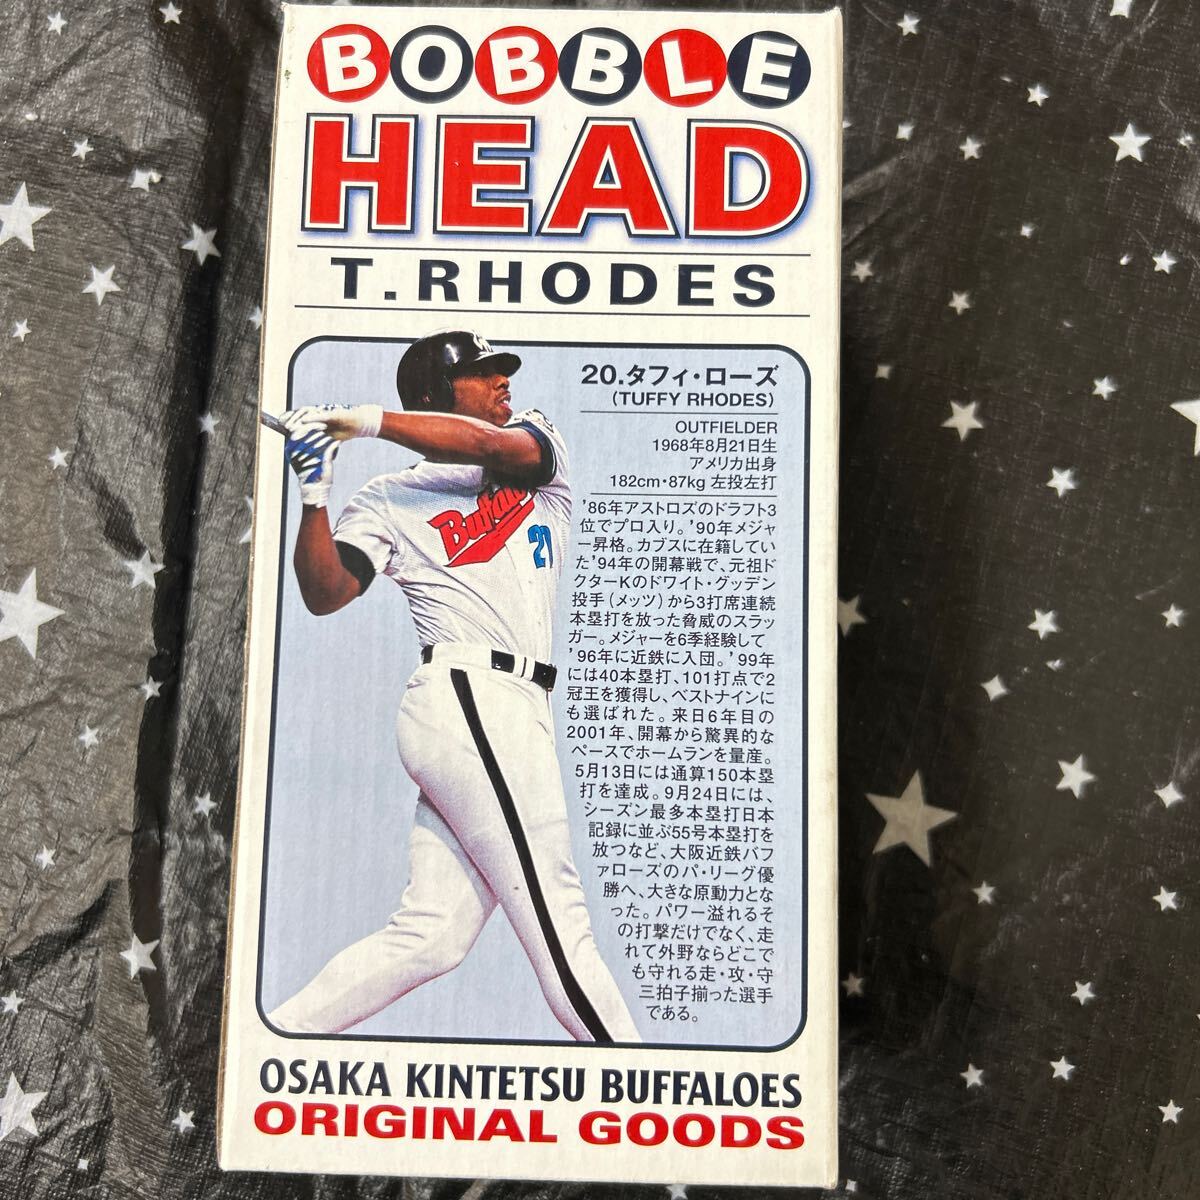 BOBBLE
HEAD
T.RHODES
20.タフィ・ローズ
(TUFFY RHODES)
OUTFIELDER
1968年8月21日生
アメリカ出身
182cm・87kg 左投左打
'86年アストロズのドラフト3
位でプロ入り。'90年メジャ
ー昇格。カブスに在籍してい
た'94年の開幕戦で、元祖ド
クターKのドワイト・グッデン
投手(メッツ)から3打席連続
本塁打を放った脅威のスラッ
ガー。メジャーを6季経験して
'96年に近鉄に入団。'99年
には40本塁打、101打点で2
冠王を獲得し、ベストナインに
も選ばれた。来日6年目の
2001年、開幕から驚異的な
ペースでホームランを量産。
5月13日には通算150本塁
打を達成。9月24日には、
シーズン最多本塁打日本
記録に並ぶ55号本塁打を
放つなど、大阪近鉄バフ
ァローズのパ・リーグ優
勝へ、大きな原動力とな
った。パワー溢れるそ
の打撃だけでなく、走
れて外野ならどこで
も守れる走・攻・守
三拍子揃った選手
である。
Buffaloes
OSAKA KINTETSU BUFFALOES
ORIGINAL GOODS